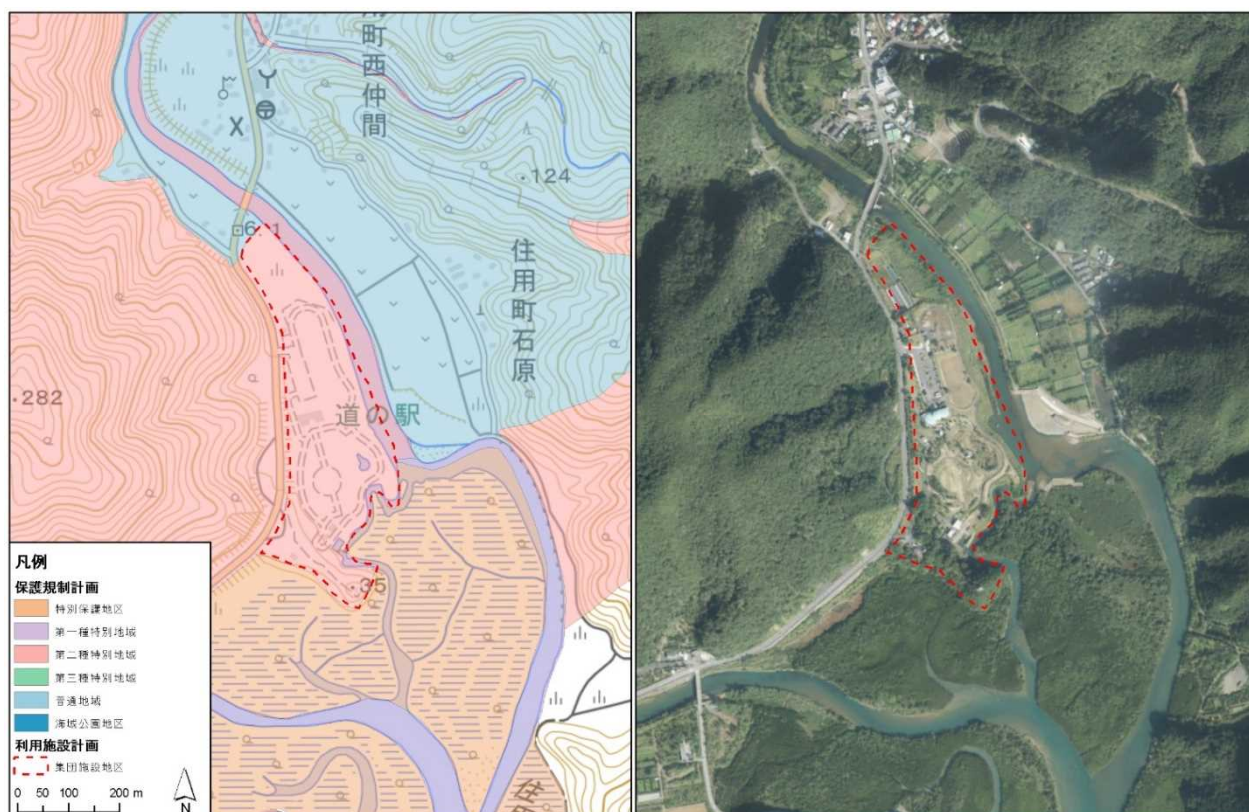 用町西仲間
6.1
50
124
住用町石原
282
道の駅
35
凡例
保護規制計画
特別保護地区
第一種特別地域
第二種特別地域
第三種特別地域
普通地域
海域公園地区
利用施設計画
集団施設地区
0 50 100 200 m
N
住